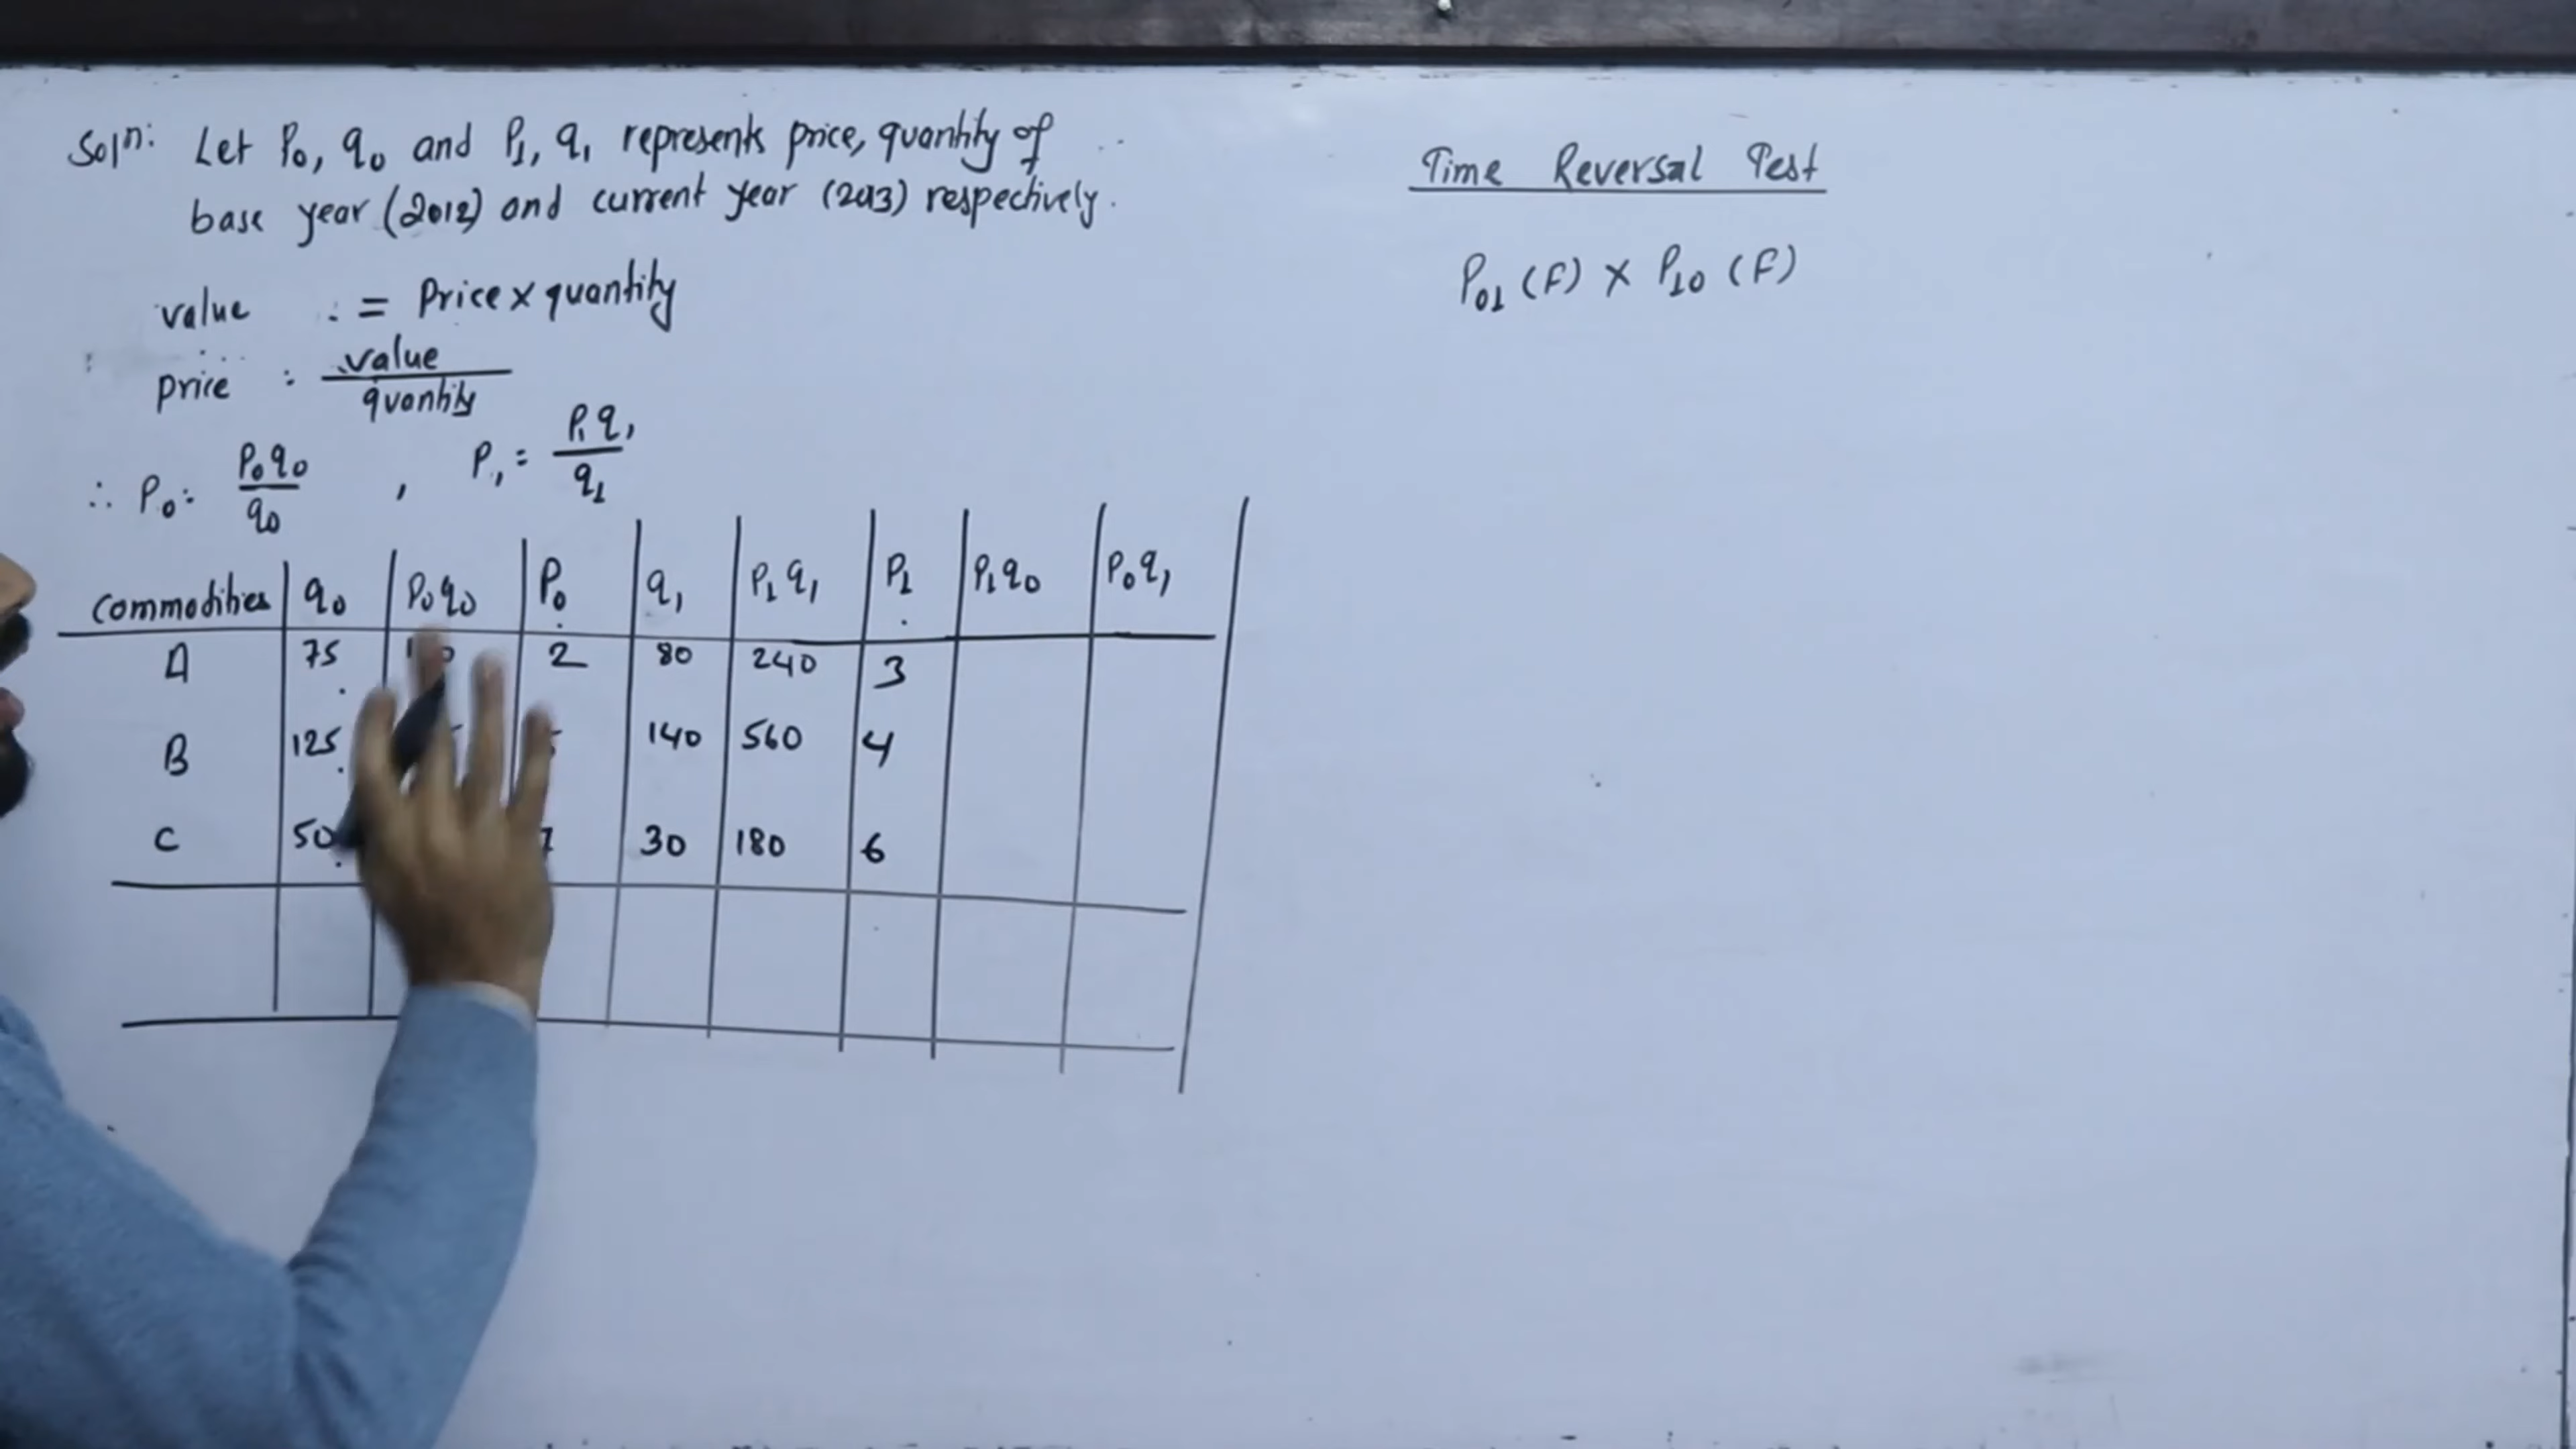 Soln: Let P₀, q₀ and P₁, q₁ represents price, quantity of
base year (2012) and current year (2013) respectively.
value = Price × quantity
price = value / quantity
∴ P₀ = P₀q₀ / q₀ , P₁ = P₁q₁ / q₁
Commodities | q₀ | P₀q₀ | P₀ | q₁ | P₁q₁ | P₁ | P₁q₀ | P₀q₁
A 75 2 80 240 3
B 125 140 560 4
C 50 30 180 6
Time Reversal Test
P₀₁ (F) × P₁₀ (F)